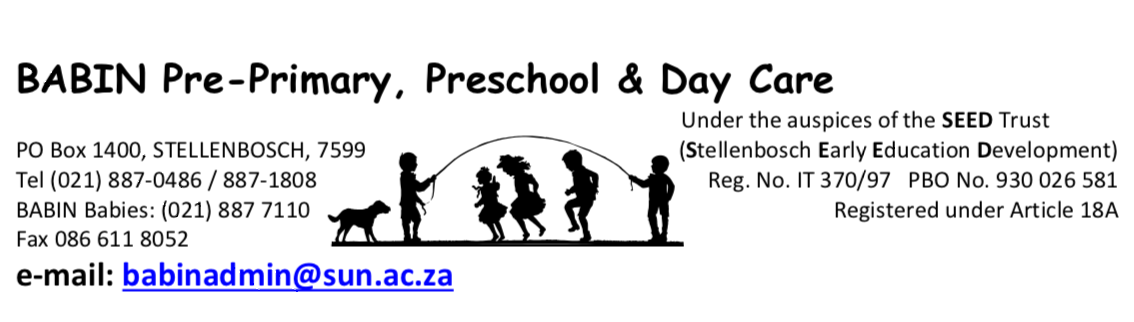 BABIN Pre-Primary, Preschool & Day Care
Under the auspices of the SEED Trust
PO Box 1400, STELLENBOSCH, 7599
(Stellenbosch Early Education Development)
Tel (021) 887-0486 / 887-1808
Reg. No. IT 370/97 PBO No. 930 026 581
BABIN Babies: (021) 887 7110
Registered under Article 18A
Fax 086 611 8052
e-mail: babinadmin@sun.ac.za